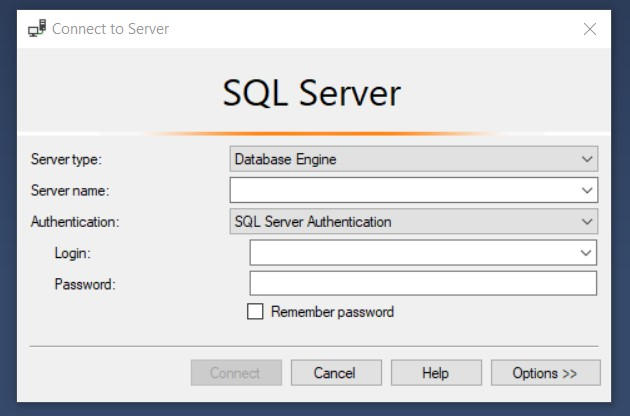 Connect to Server
SQL Server
Server type: Database Engine
Server name:
Authentication: SQL Server Authentication
Login:
Password:
Remember password
Connect Cancel Help Options >>